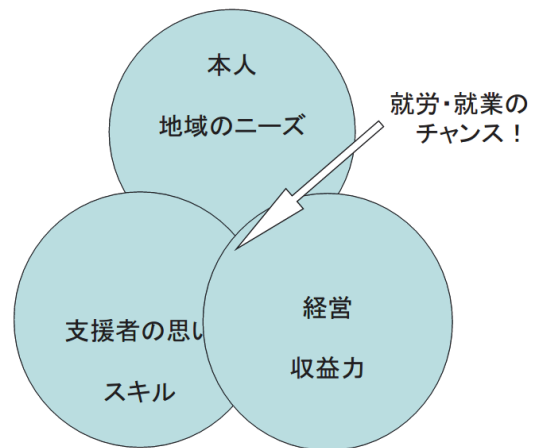 本人
地域のニーズ
就労・就業の
チャンス！
支援者の思い
スキル
経営
収益力